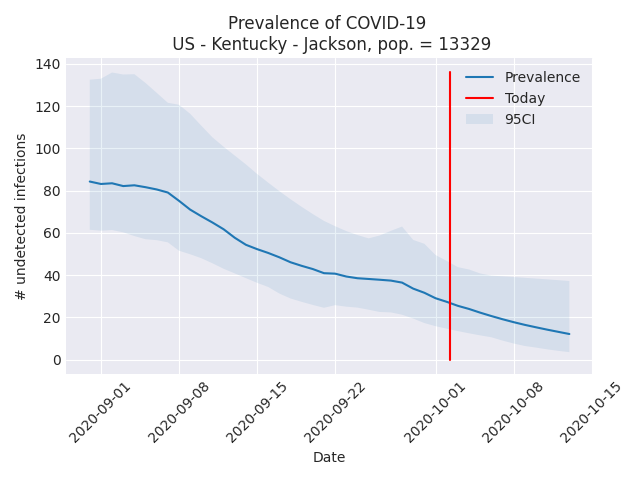 Prevalence of COVID-19
US - Kentucky - Jackson, pop. = 13329
140
120
100
80
60
40
20
0
# undetected infections
Prevalence
Today
95CI
2020-09-01
2020-09-08
2020-09-15
2020-09-22
2020-10-01
2020-10-08
2020-10-15
Date